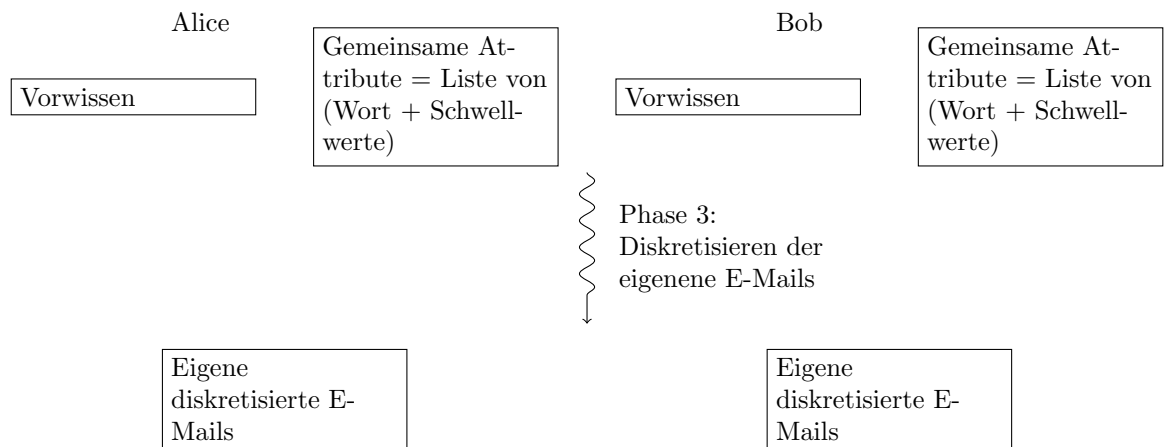 Alice
Bob
Vorwissen
Gemeinsame At-
tribute = Liste von
(Wort + Schwell-
werte)
Vorwissen
Gemeinsame At-
tribute = Liste von
(Wort + Schwell-
werte)
Phase 3:
Diskretisieren der
eigenene E-Mails
Eigene
diskretisierte E-
Mails
Eigene
diskretisierte E-
Mails